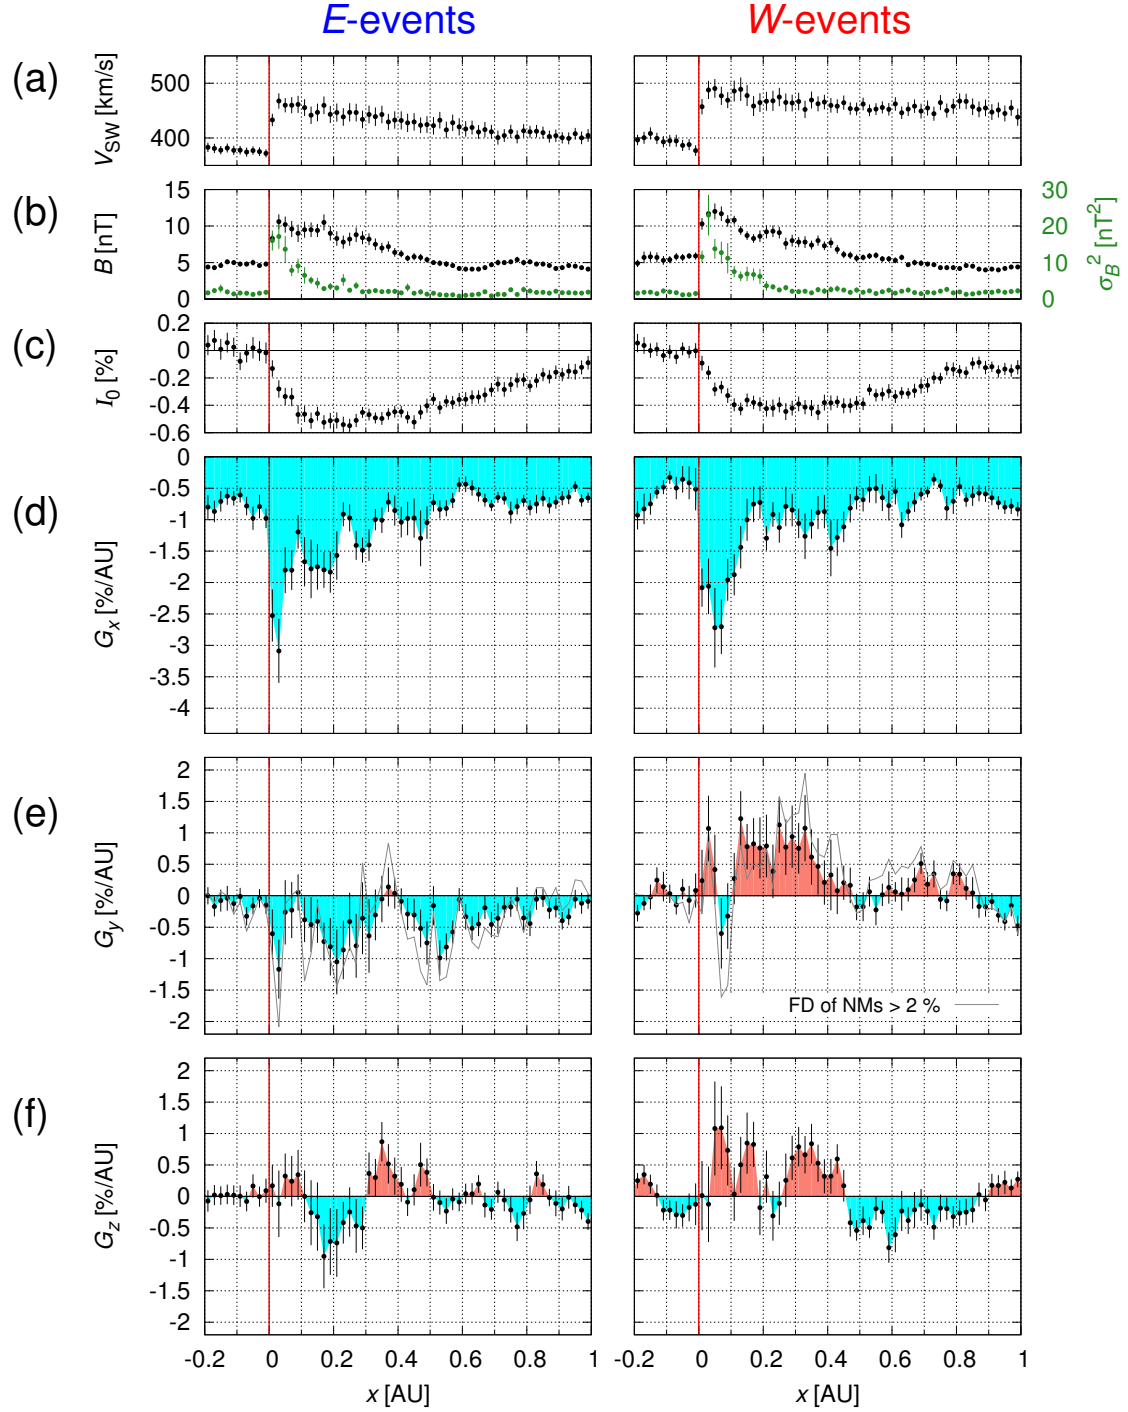 E-events W-events
(a) V_SW [km/s] 500 400
(b) B [nT] 15 10 5 0 30 20 10 0 σ_B^2 [nT^2]
(c) I_0 [%] 0.2 0 -0.2 -0.4 -0.6
(d) G_x [%/AU] 0 -0.5 -1 -1.5 -2 -2.5 -3 -3.5 -4
(e) G_y [%/AU] 2 1.5 1 0.5 0 -0.5 -1 -1.5 -2
FD of NMs > 2 %
(f) G_z [%/AU] 2 1.5 1 0.5 0 -0.5 -1 -1.5 -2
-0.2 0 0.2 0.4 0.6 0.8 1 -0.2 0 0.2 0.4 0.6 0.8 1
x [AU] x [AU]